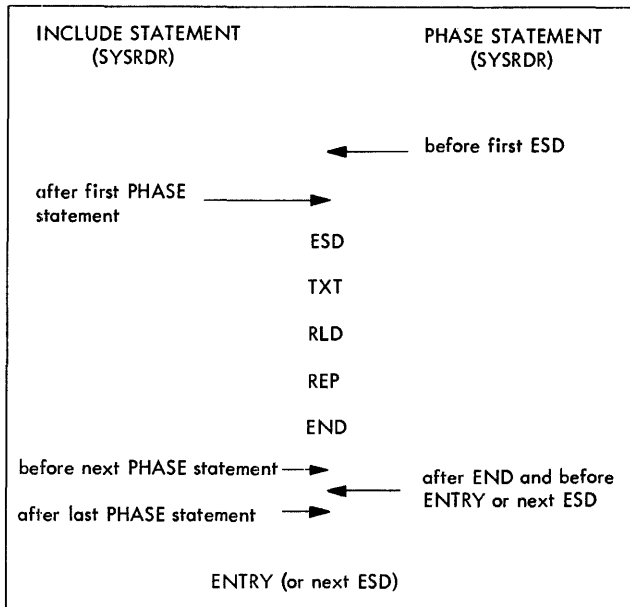 INCLUDE STATEMENT
(SYSRDR)
PHASE STATEMENT
(SYSRDR)
before first ESD
after first PHASE
statement
ESD
TXT
RLD
REP
END
before next PHASE statement
after END and before
ENTRY or next ESD
after last PHASE statement
ENTRY (or next ESD)